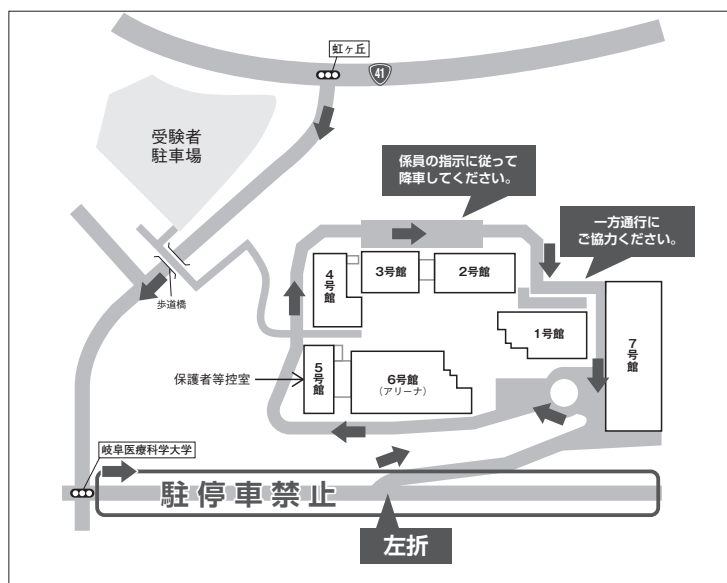 虹ヶ丘
41
受験者
駐車場
係員の指示に従って
降車してください。
一方通行に
ご協力ください。
3号館
2号館
4号館
1号館
7号館
歩道橋
保護者等控室
5号館
6号館
(アリーナ)
岐阜医療科学大学
駐停車禁止
左折